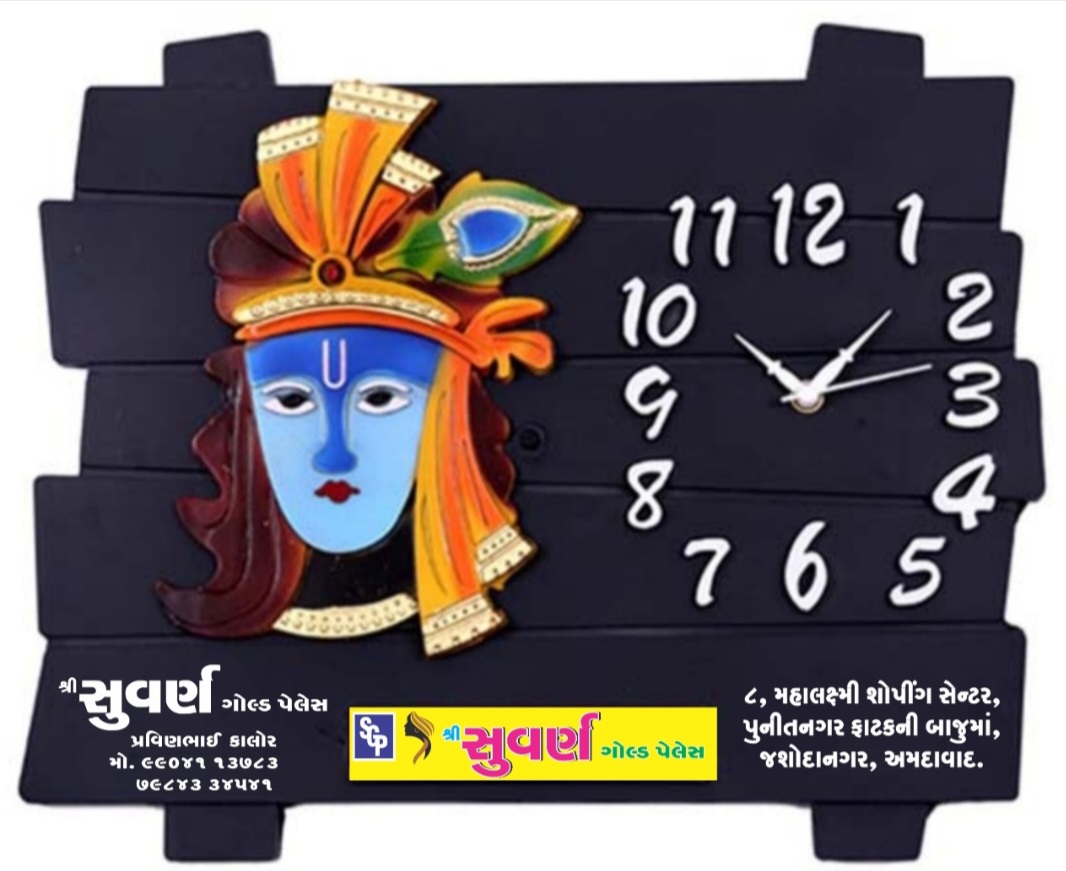 11 12 1
10 2
9 3
8 4
7 6 5
શ્રી સુવર્ણ ગોલ્ડ પેલેસ
પ્રવિણભાઈ કાલોર
મો. ૯૯૦૪૧ ૧૩૭૮૩
૭૯૮૪૩ ૩૪૫૪૧
SGP શ્રી સુવર્ણ ગોલ્ડ પેલેસ
૮, મહાલક્ષ્મી શોપીંગ સેન્ટર,
પુનીતનગર ફાટકની બાજુમાં,
જશોદાનગર, અમદાવાદ.